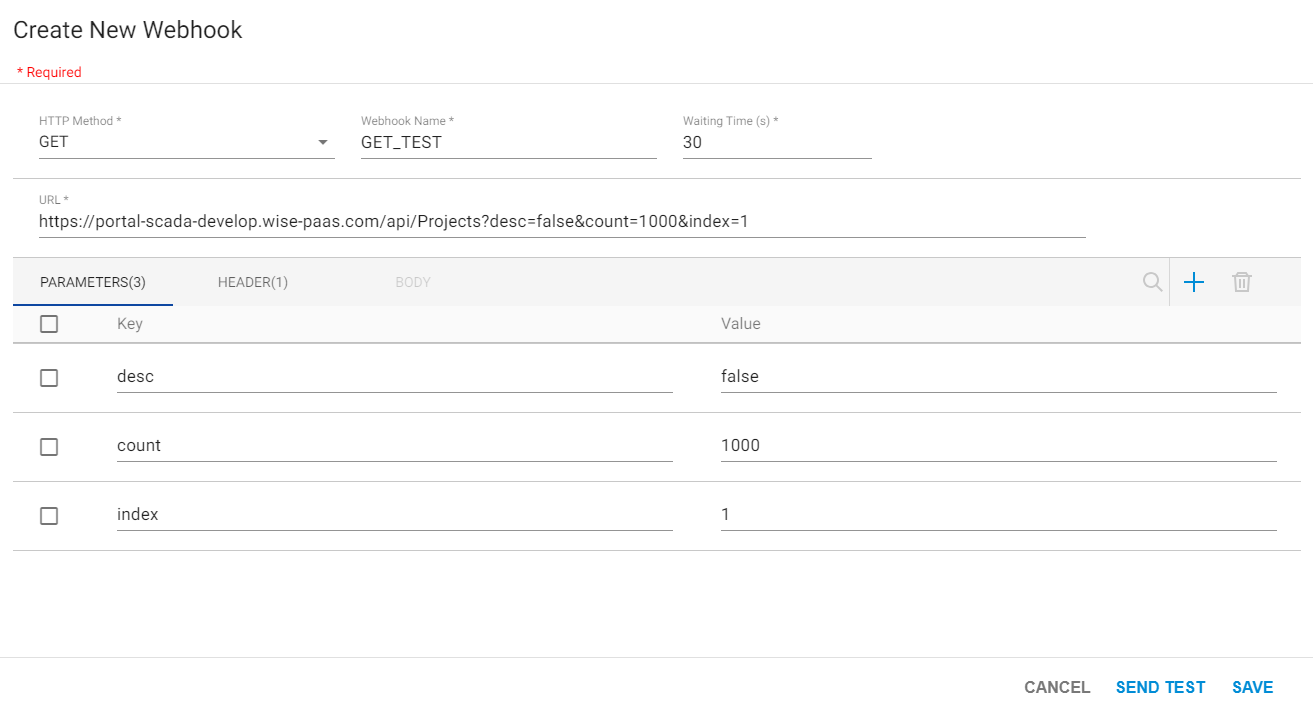 Create New Webhook
* Required
HTTP Method * Webhook Name * Waiting Time (s) *
GET GET_TEST 30
URL *
https://portal-scada-develop.wise-paas.com/api/Projects?desc=false&count=1000&index=1
PARAMETERS(3) HEADER(1) BODY
Key Value
desc false
count 1000
index 1
CANCEL SEND TEST SAVE